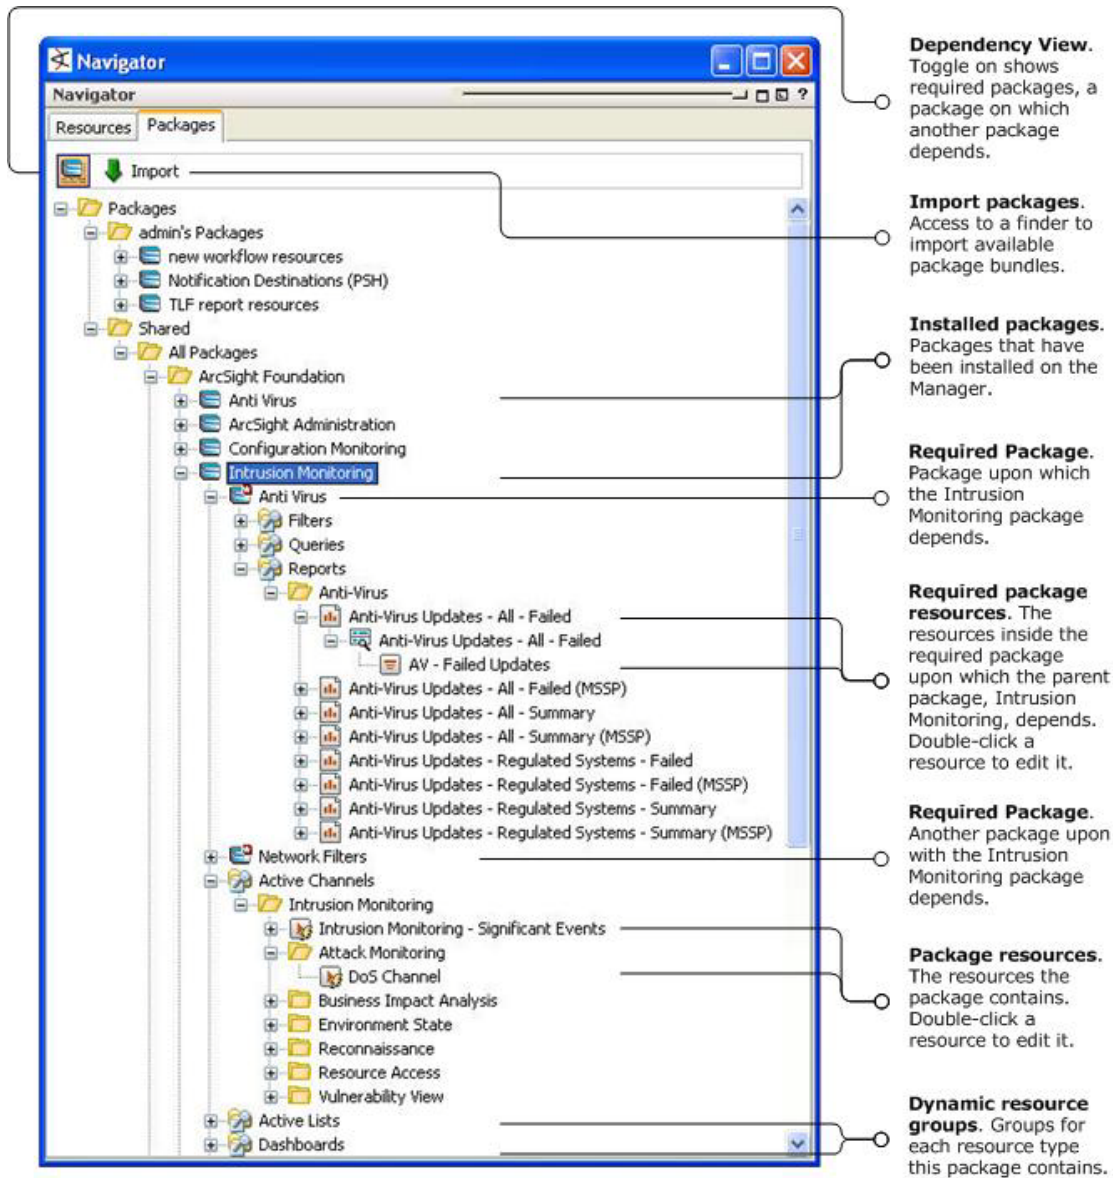 Navigator
Navigator
?
Resources
Packages
Import
Packages
admin's Packages
new workflow resources
Notification Destinations (PSH)
TLF report resources
Shared
All Packages
ArcSight Foundation
Anti Virus
ArcSight Administration
Configuration Monitoring
Intrusion Monitoring
Anti Virus
Filters
Queries
Reports
Anti-Virus
Anti-Virus Updates - All - Failed
Anti-Virus Updates - All - Failed
AV - Failed Updates
Anti-Virus Updates - All - Failed (MSSP)
Anti-Virus Updates - All - Summary
Anti-Virus Updates - All - Summary (MSSP)
Anti-Virus Updates - Regulated Systems - Failed
Anti-Virus Updates - Regulated Systems - Failed (MSSP)
Anti-Virus Updates - Regulated Systems - Summary
Anti-Virus Updates - Regulated Systems - Summary (MSSP)
Network Filters
Active Channels
Intrusion Monitoring
Intrusion Monitoring - Significant Events
Attack Monitoring
DoS Channel
Business Impact Analysis
Environment State
Reconnaissance
Resource Access
Vulnerability View
Active Lists
Dashboards
Dependency View.
Toggle on shows
required packages, a
package on which
another package
depends.
Import packages.
Access to a finder to
import available
package bundles.
Installed packages.
Packages that have
been installed on the
Manager.
Required Package.
Package upon which
the Intrusion
Monitoring package
depends.
Required package
resources. The
resources inside the
required package
upon which the parent
package, Intrusion
Monitoring, depends.
Double-click a
resource to edit it.
Required Package.
Another package upon
with the Intrusion
Monitoring package
depends.
Package resources.
The resources the
package contains.
Double-click a
resource to edit it.
Dynamic resource
groups. Groups for
each resource type
this package contains.